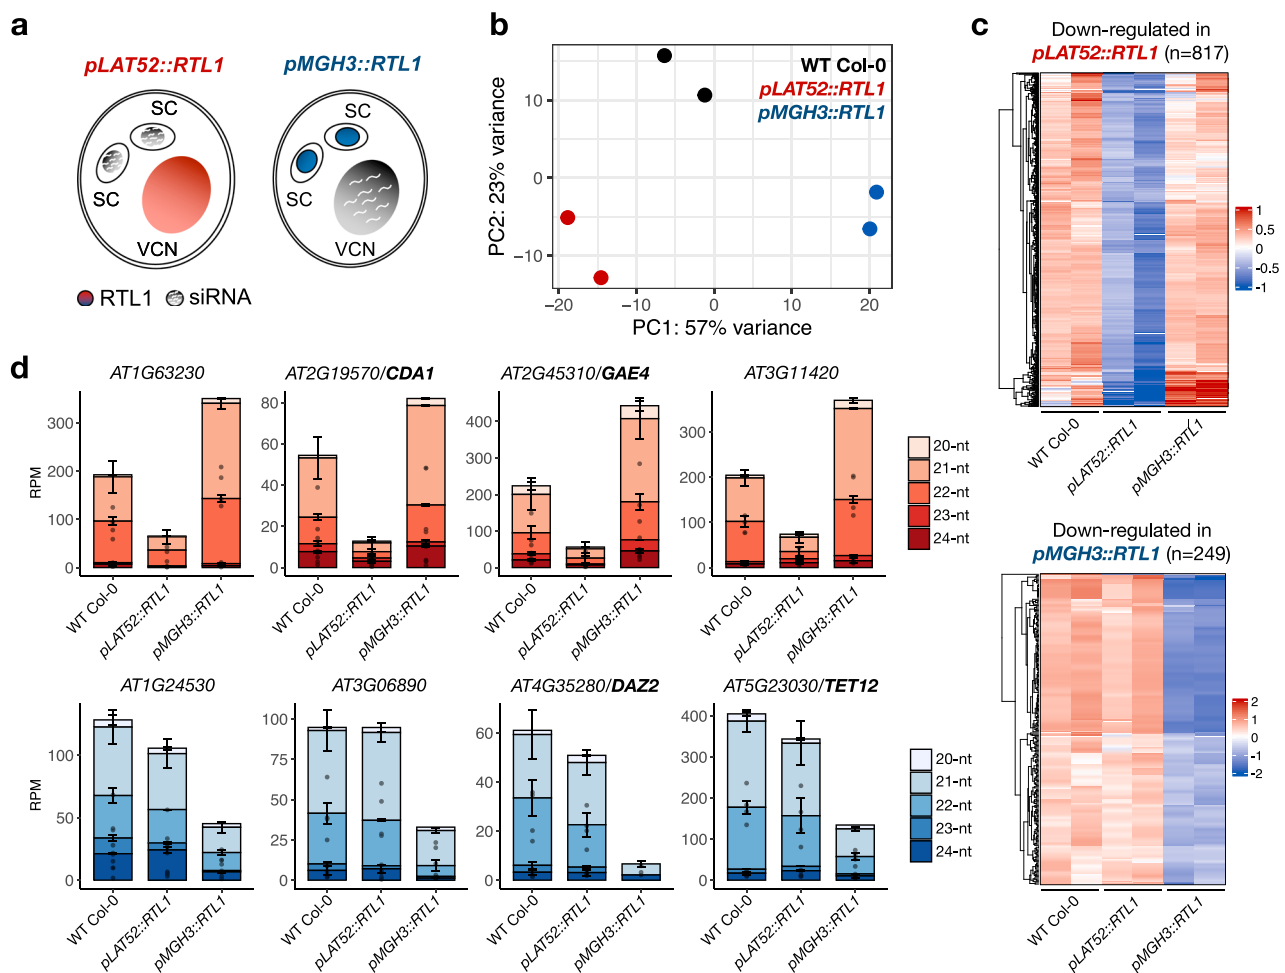 a
pLAT52::RTL1
pMGH3::RTL1
SC
SC
VCN
SC
SC
VCN
RTL1
siRNA
b
WT Col-0
pLAT52::RTL1
pMGH3::RTL1
PC2: 23% variance
10
0
−10
−20
−10
0
10
20
PC1: 57% variance
c
Down-regulated in
pLAT52::RTL1 (n=817)
1
0.5
0
-0.5
-1
WT Col-0
pLAT52::RTL1
pMGH3::RTL1
Down-regulated in
pMGH3::RTL1 (n=249)
2
1
0
-1
-2
WT Col-0
pLAT52::RTL1
pMGH3::RTL1
d
AT1G63230
RPM
300
200
100
0
WT Col-0
pLAT52::RTL1
pMGH3::RTL1
AT2G19570/CDA1
80
60
40
20
0
WT Col-0
pLAT52::RTL1
pMGH3::RTL1
AT2G45310/GAE4
400
300
200
100
0
WT Col-0
pLAT52::RTL1
pMGH3::RTL1
AT3G11420
300
200
100
0
WT Col-0
pLAT52::RTL1
pMGH3::RTL1
20-nt
21-nt
22-nt
23-nt
24-nt
AT1G24530
RPM
100
50
0
WT Col-0
pLAT52::RTL1
pMGH3::RTL1
AT3G06890
100
75
50
25
0
WT Col-0
pLAT52::RTL1
pMGH3::RTL1
AT4G35280/DAZ2
60
40
20
0
WT Col-0
pLAT52::RTL1
pMGH3::RTL1
AT5G23030/TET12
400
300
200
100
0
WT Col-0
pLAT52::RTL1
pMGH3::RTL1
20-nt
21-nt
22-nt
23-nt
24-nt